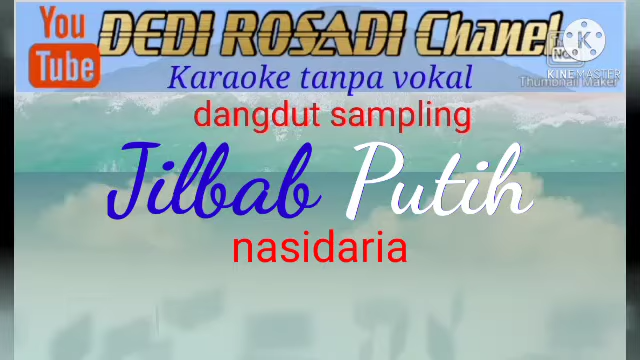 You
Tube
DEDI ROSADI Chanel
Karaoke tanpa vokal
KINEMASTER
Thumbnail Maker
dangdut sampling
Jilbab Putih
nasidaria